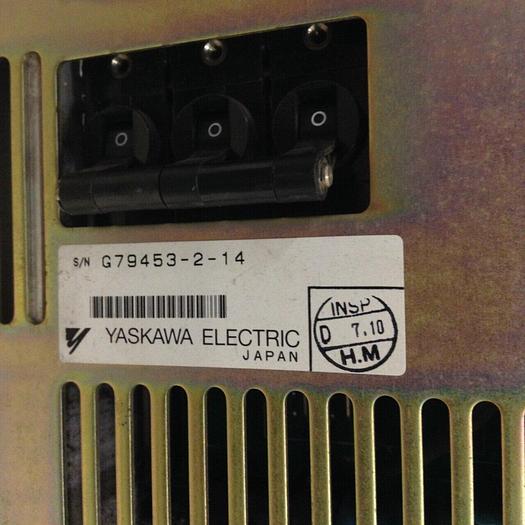 S/N G79453-2-14
YASKAWA ELECTRIC
JAPAN
INSP
D 7.10
H.M